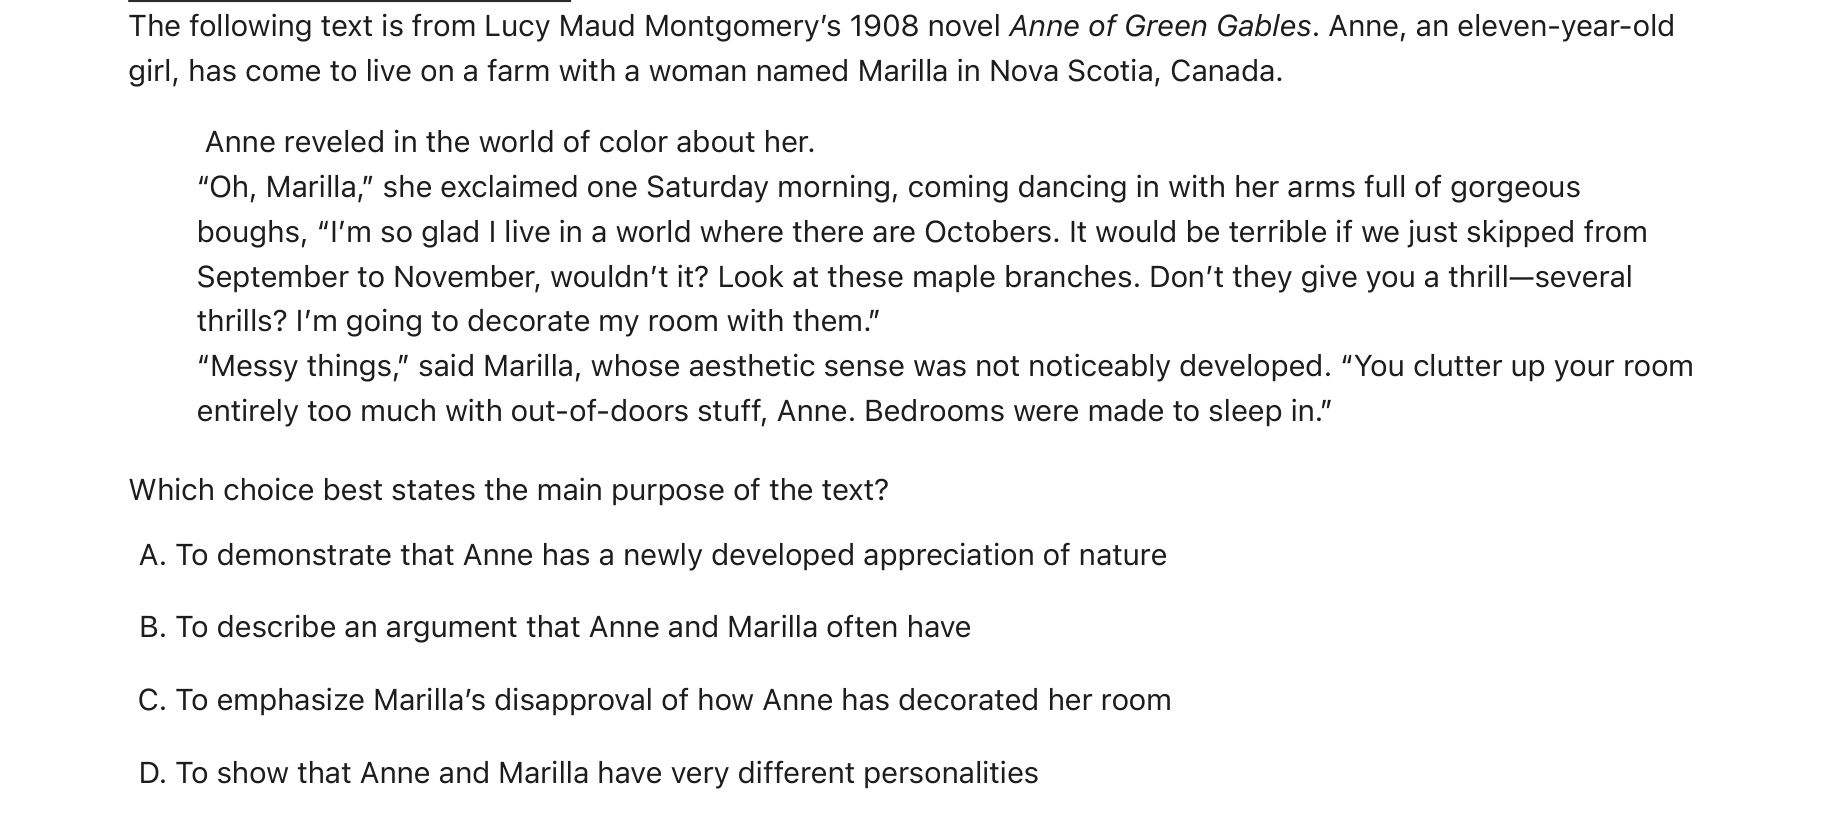 The following text is from Lucy Maud Montgomery’s 1908 novel Anne of Green Gables. Anne, an eleven-year-old
girl, has come to live on a farm with a woman named Marilla in Nova Scotia, Canada.
Anne reveled in the world of color about her.
“Oh, Marilla,” she exclaimed one Saturday morning, coming dancing in with her arms full of gorgeous
boughs, “I’m so glad I live in a world where there are Octobers. It would be terrible if we just skipped from
September to November, wouldn’t it? Look at these maple branches. Don’t they give you a thrill—several
thrills? I’m going to decorate my room with them.”
“Messy things,” said Marilla, whose aesthetic sense was not noticeably developed. “You clutter up your room
entirely too much with out-of-doors stuff, Anne. Bedrooms were made to sleep in.”
Which choice best states the main purpose of the text?
A. To demonstrate that Anne has a newly developed appreciation of nature
B. To describe an argument that Anne and Marilla often have
C. To emphasize Marilla’s disapproval of how Anne has decorated her room
D. To show that Anne and Marilla have very different personalities